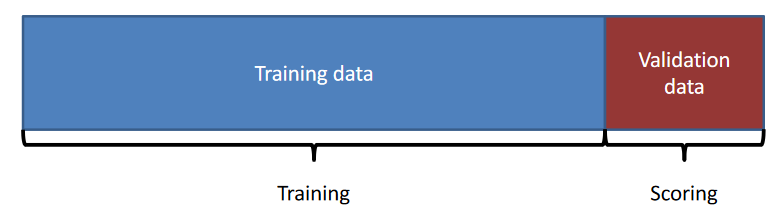 Training data
Validation
data
Training
Scoring